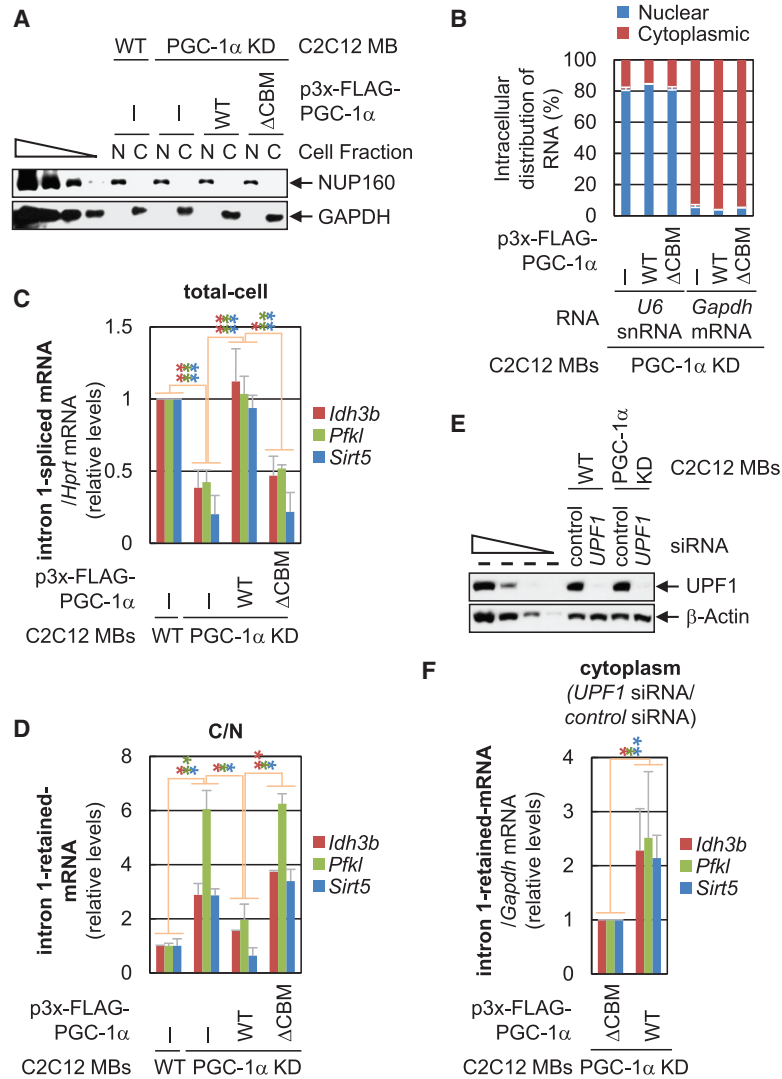 A
WT
PGC-1α KD
C2C12 MB
–
–
WT
ΔCBM
p3x-FLAG-
PGC-1α
N C N C N C N C
Cell Fraction
NUP160
GAPDH
B
Nuclear
Cytoplasmic
Intracellular
distribution of
RNA (%)
100
80
60
40
20
0
p3x-FLAG-
PGC-1α
–
WT
ΔCBM
–
WT
ΔCBM
RNA
U6
snRNA
Gapdh
mRNA
C2C12 MBs
PGC-1α KD
C
total-cell
intron 1-spliced mRNA
/Hprt mRNA
(relative levels)
1.5
1
0.5
0
***
***
***
***
***
***
Idh3b
Pfkl
Sirt5
p3x-FLAG-
PGC-1α
–
–
WT
ΔCBM
C2C12 MBs
WT
PGC-1α KD
D
C/N
intron 1-retained-
mRNA
(relative levels)
8
6
4
2
0
*
***
***
*
***
Idh3b
Pfkl
Sirt5
p3x-FLAG-
PGC-1α
–
–
WT
ΔCBM
C2C12 MBs
WT
PGC-1α KD
E
WT
PGC-1α
KD
C2C12 MBs
control
UPF1
control
UPF1
siRNA
– – – –
UPF1
β-Actin
F
cytoplasm
(UPF1 siRNA/
control siRNA)
intron 1-retained-mRNA
/Gapdh mRNA
(relative levels)
4
3
2
1
0
*
***
Idh3b
Pfkl
Sirt5
p3x-FLAG-
PGC-1α
ΔCBM
WT
C2C12 MBs
PGC-1α KD